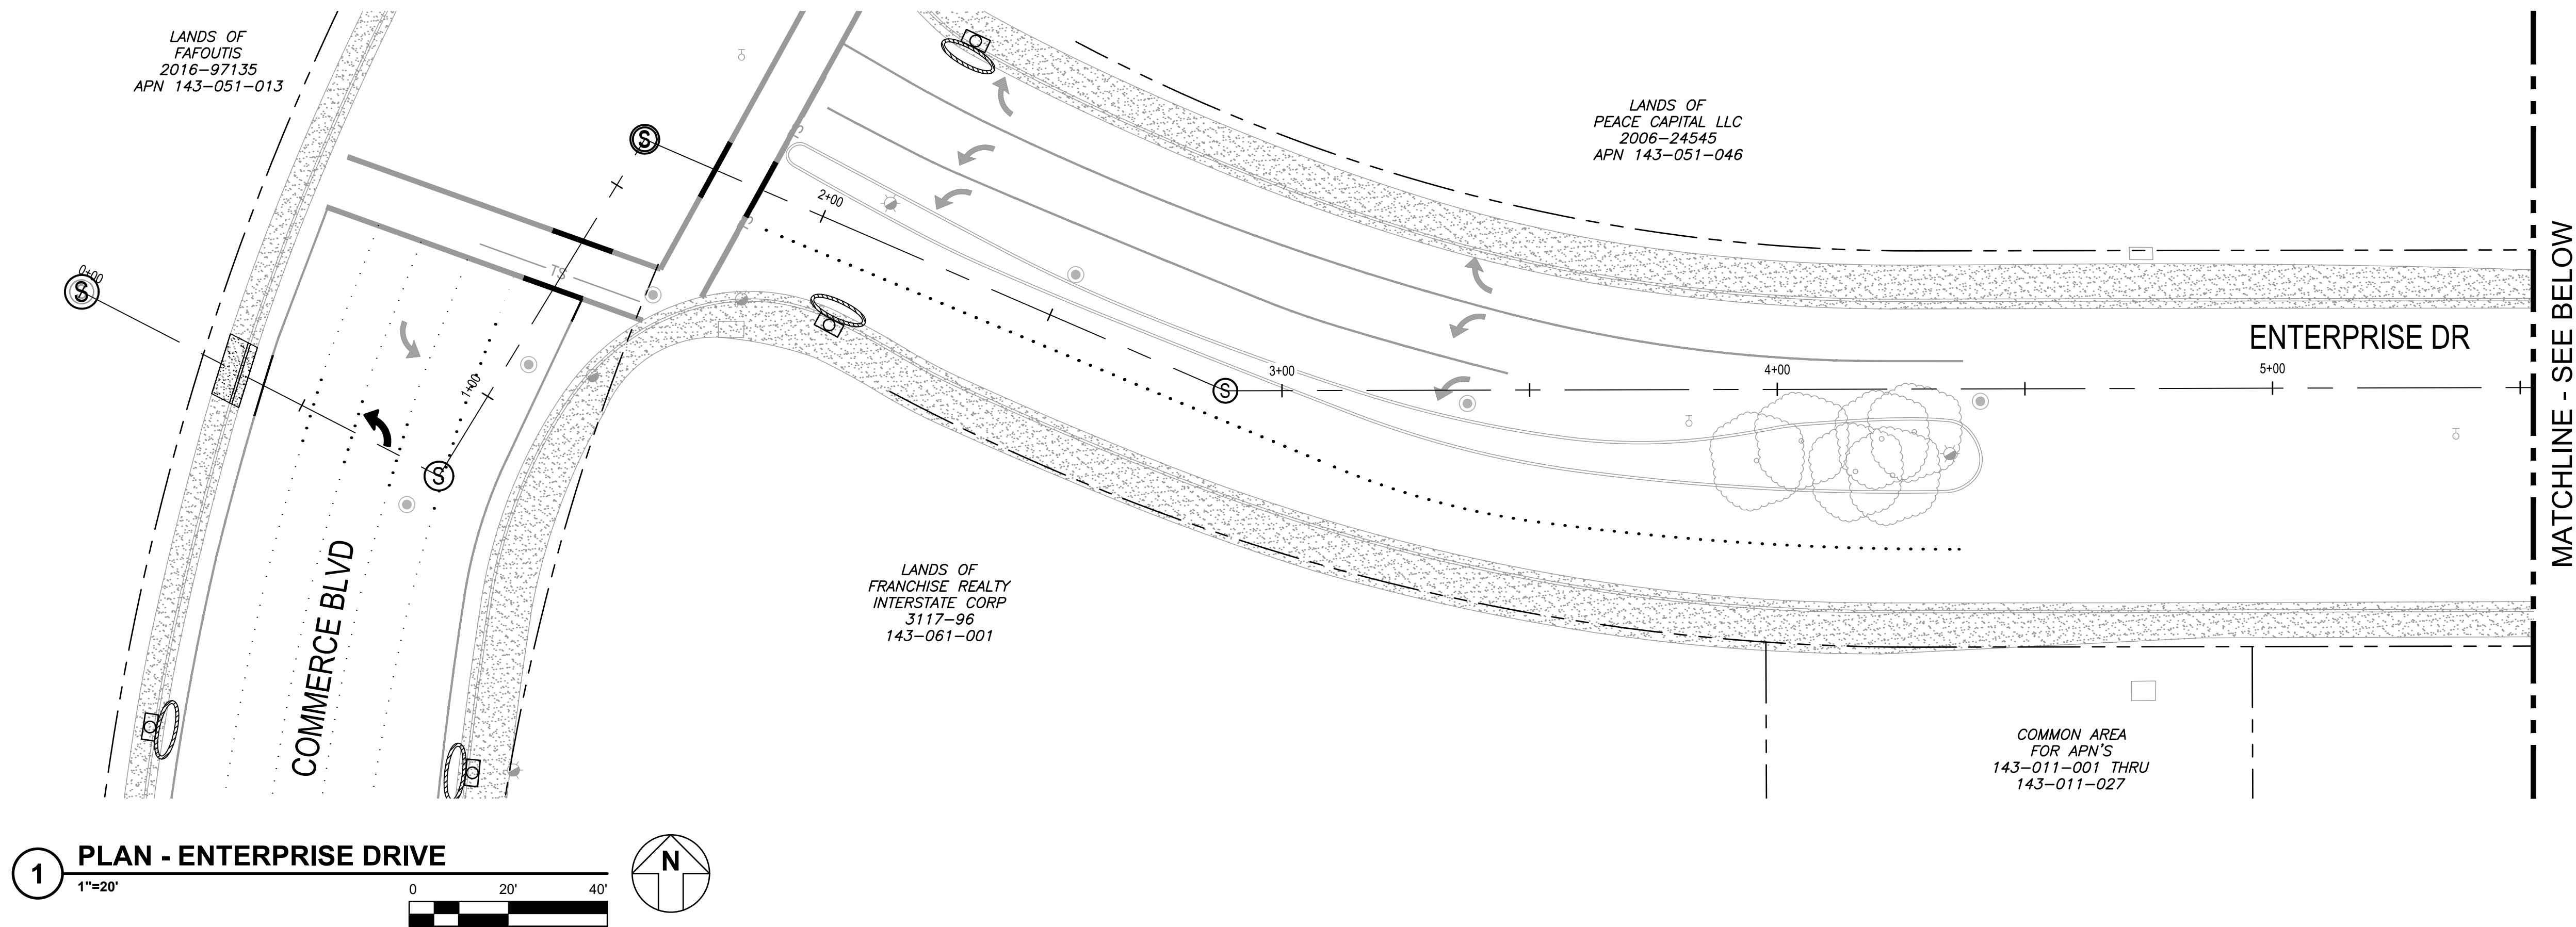 LANDS OF
FAFOUTIS
2016-97135
APN 143-051-013
LANDS OF
PEACE CAPITAL LLC
2006-24545
APN 143-051-046
S
2+00
0+00
S
TS
1+00
S
S
3+00
4+00
5+00
ENTERPRISE DR
MATCHLINE - SEE BELOW
COMMERCE BLVD
LANDS OF
FRANCHISE REALTY
INTERSTATE CORP
3117-96
143-061-001
COMMON AREA
FOR APN'S
143-011-001 THRU
143-011-027
1
PLAN - ENTERPRISE DRIVE
1"=20'
0 20' 40'
N